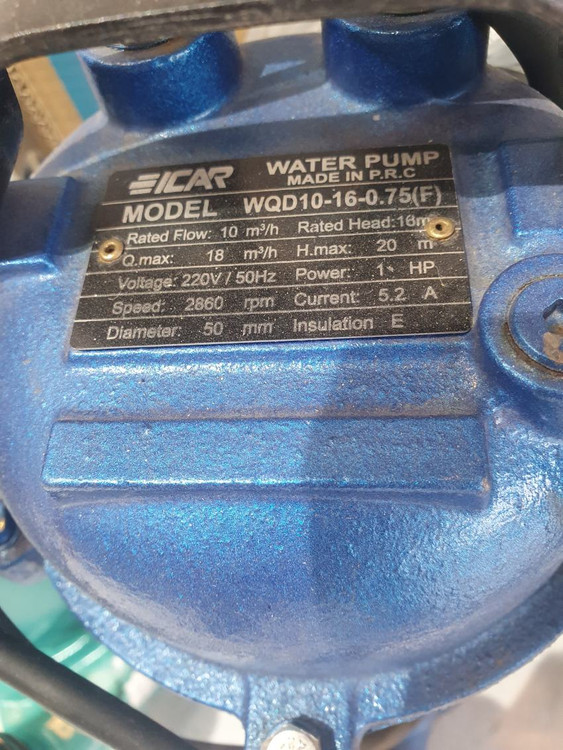 EICAR WATER PUMP
MADE IN P.R.C
MODEL WQD10-16-0.75(F)
Rated Flow: 10 m³/h Rated Head: 16m
Q.max: 18 m³/h H.max: 20 m
Voltage: 220V / 50Hz Power: 1 HP
Speed: 2860 rpm Current: 5.2 A
Diameter: 50 mm Insulation E